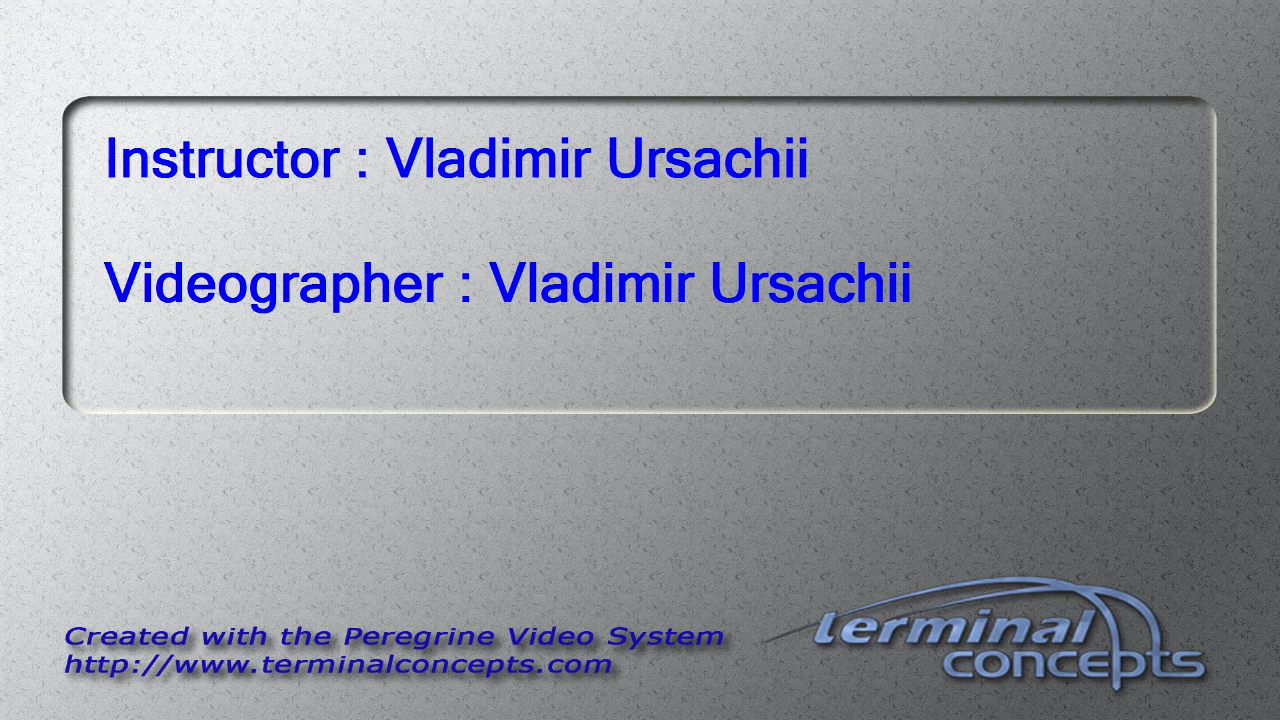 Instructor : Vladimir Ursachii
Videographer : Vladimir Ursachii
Created with the Peregrine Video System
http://www.terminalconcepts.com
terminal
concepts